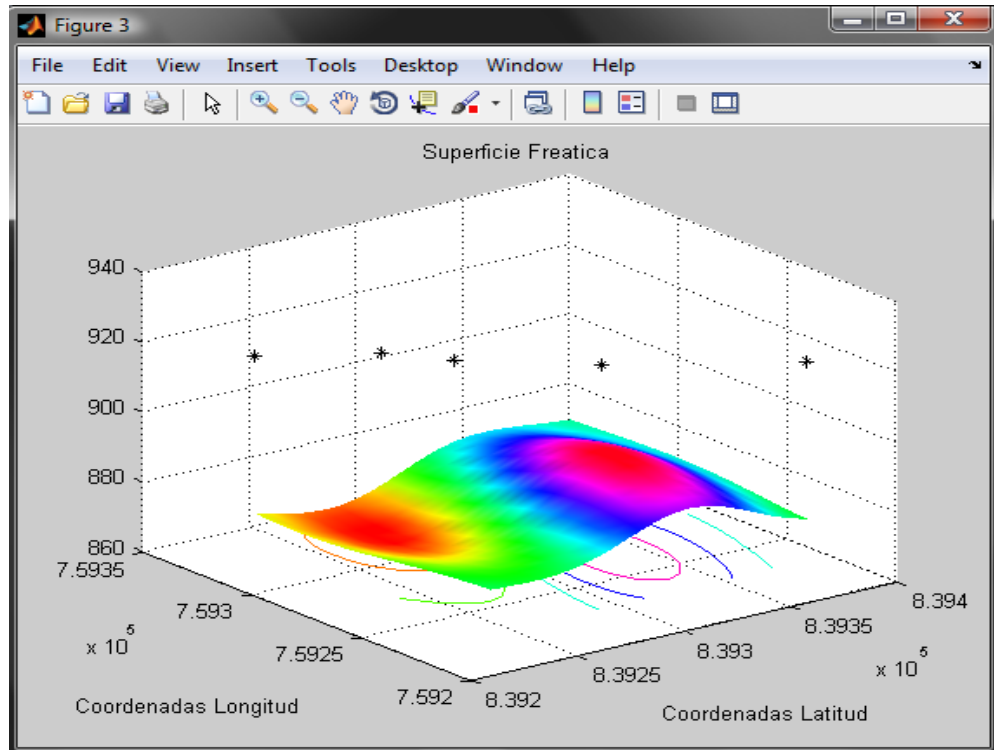 Figure 3
File Edit View Insert Tools Desktop Window Help
Superficie Freatica
940
920
900
880
860
7.5935
7.593
7.5925
7.592
x 10^5
Coordenadas Longitud
8.392
8.3925
8.393
8.3935
8.394
x 10^5
Coordenadas Latitud